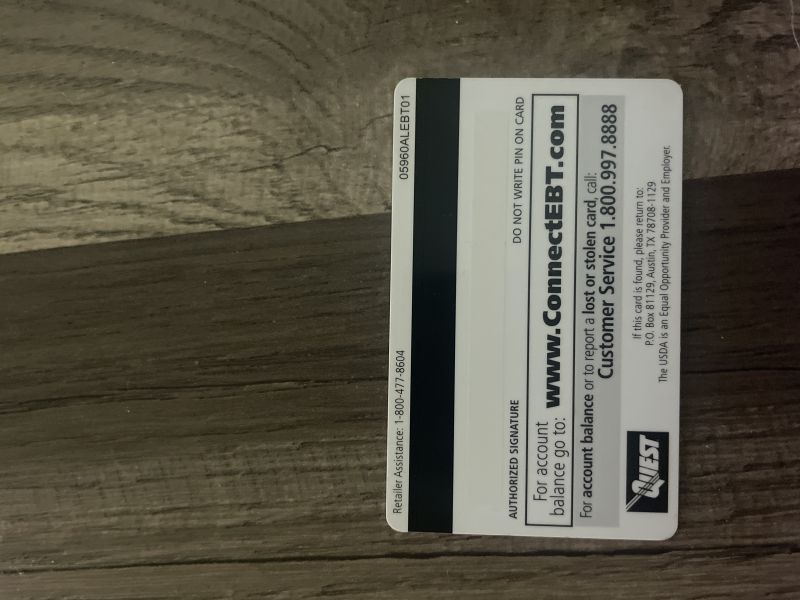 Retailer Assistance: 1-800-477-8604
05960ALEBT01
AUTHORIZED SIGNATURE
DO NOT WRITE PIN ON CARD
For account
balance go to:
www.ConnectEBT.com
For account balance or to report a lost or stolen card, call:
Customer Service 1.800.997.8888
If this card is found, please return to:
P.O. Box 81129, Austin, TX 78708-1129
The USDA is an Equal Opportunity Provider and Employer.
QUEST